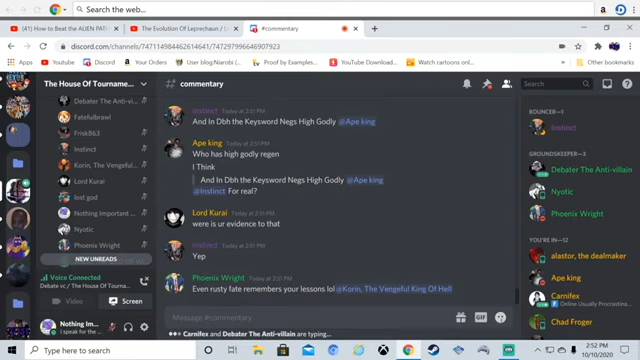 Search the web...
(41) How to Beat the ALIEN PAT
The Evolution Of Leprechaun / L
#commentary
discord.com/channels/747114984462614641/747297979606466907923
Apps
YouTube
(1) Facebook
User blog:Narobi |
Proof by Examples...
YouTube Download...
Watch cartoons onl...
Other bookmarks
The House Of Tourname...
# commentary
Search
Debater The Anti-vil...
FatefulBrawl
Frisk863
Instinct
Korin, The Vengeful...
Lord Kurai
lost god
Nothing Important
Nyotic
Phoenix Wright
NEW UNREADS
Voice Connected
Debate vc / The House Of Tourna...
Video
Screen
Nothing Im...
I speak for the...
Instinct Today at 2:51 PM
And In Dbh the Keysword Negs High Godly @Ape king
Ape king Today at 2:51 PM
Who has high godly regen
I Think
And In Dbh the Keysword Negs High Godly @Ape king
@Instinct For real?
Lord Kurai Today at 2:51 PM
were is ur evidence to that
Instinct Today at 2:51 PM
Yep
Phoenix Wright Today at 2:51 PM
Even rusty fate remembers your lessons lol @Korin, The Vengeful King Of Hell
Message #commentary
GIF
Carnifex and Debater The Anti-villain are typing...
BOUNCER—1
Instinct
GROUNDSKEEPER—3
Debater The Anti-villain
Nyotic
Phoenix Wright
YOU'RE IN—12
alastor, the dealmaker
Ape king
Carnifex
Online Usually Procrastinating
Chad Froger
Type here to search
2:52 PM
10/10/2020